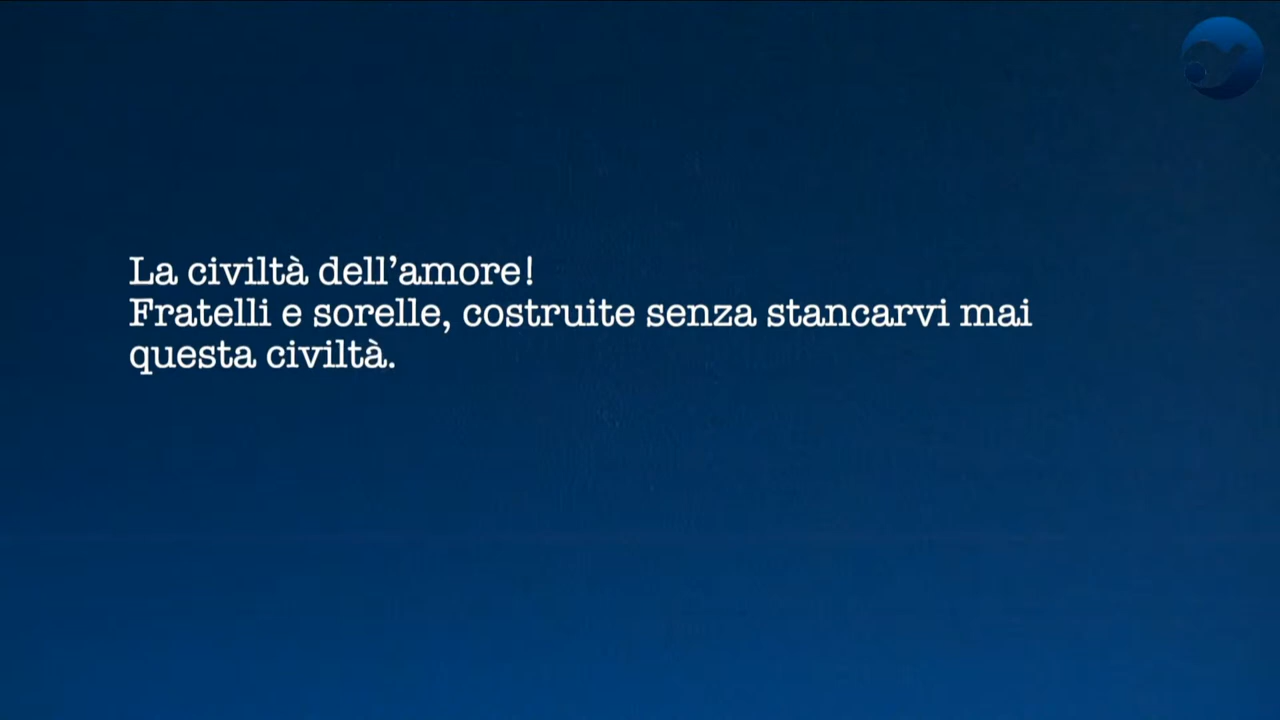 La civiltà dell’amore!
Fratelli e sorelle, costruite senza stancarvi mai
questa civiltà.